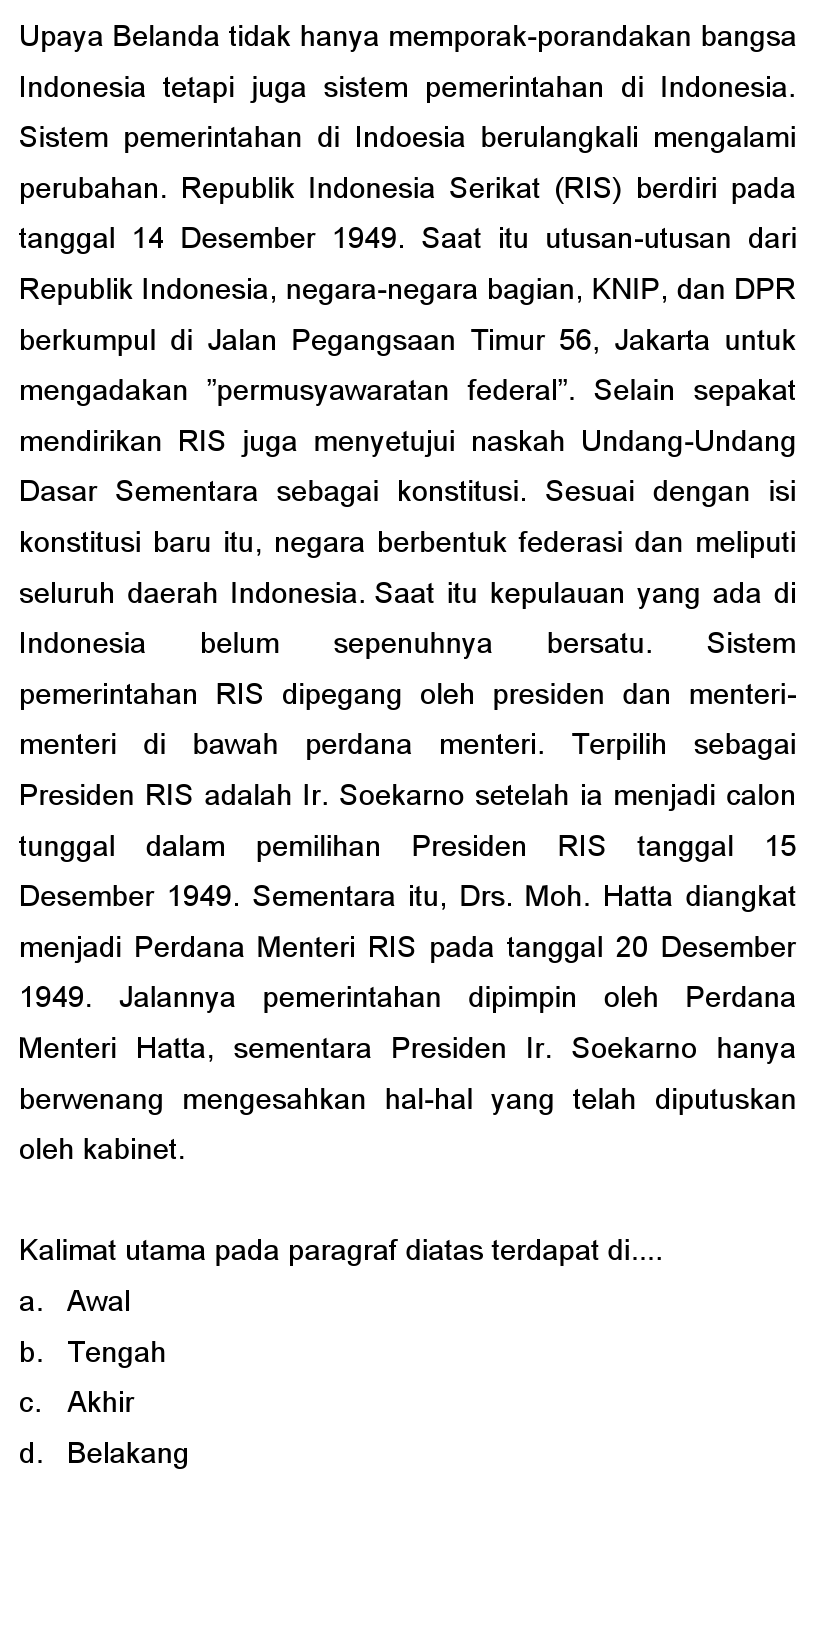 Upaya Belanda tidak hanya memporak-porandakan bangsa
Indonesia tetapi juga sistem pemerintahan di Indonesia.
Sistem pemerintahan di Indoesia berulangkali mengalami
perubahan. Republik Indonesia Serikat (RIS) berdiri pada
tanggal 14 Desember 1949. Saat itu utusan-utusan dari
Republik Indonesia, negara-negara bagian, KNIP, dan DPR
berkumpul di Jalan Pegangsaan Timur 56, Jakarta untuk
mengadakan ”permusyawaratan federal”. Selain sepakat
mendirikan RIS juga menyetujui naskah Undang-Undang
Dasar Sementara sebagai konstitusi. Sesuai dengan isi
konstitusi baru itu, negara berbentuk federasi dan meliputi
seluruh daerah Indonesia. Saat itu kepulauan yang ada di
Indonesia belum sepenuhnya bersatu. Sistem
pemerintahan RIS dipegang oleh presiden dan menteri-
menteri di bawah perdana menteri. Terpilih sebagai
Presiden RIS adalah Ir. Soekarno setelah ia menjadi calon
tunggal dalam pemilihan Presiden RIS tanggal 15
Desember 1949. Sementara itu, Drs. Moh. Hatta diangkat
menjadi Perdana Menteri RIS pada tanggal 20 Desember
1949. Jalannya pemerintahan dipimpin oleh Perdana
Menteri Hatta, sementara Presiden Ir. Soekarno hanya
berwenang mengesahkan hal-hal yang telah diputuskan
oleh kabinet.
Kalimat utama pada paragraf diatas terdapat di....
a. Awal
b. Tengah
c. Akhir
d. Belakang